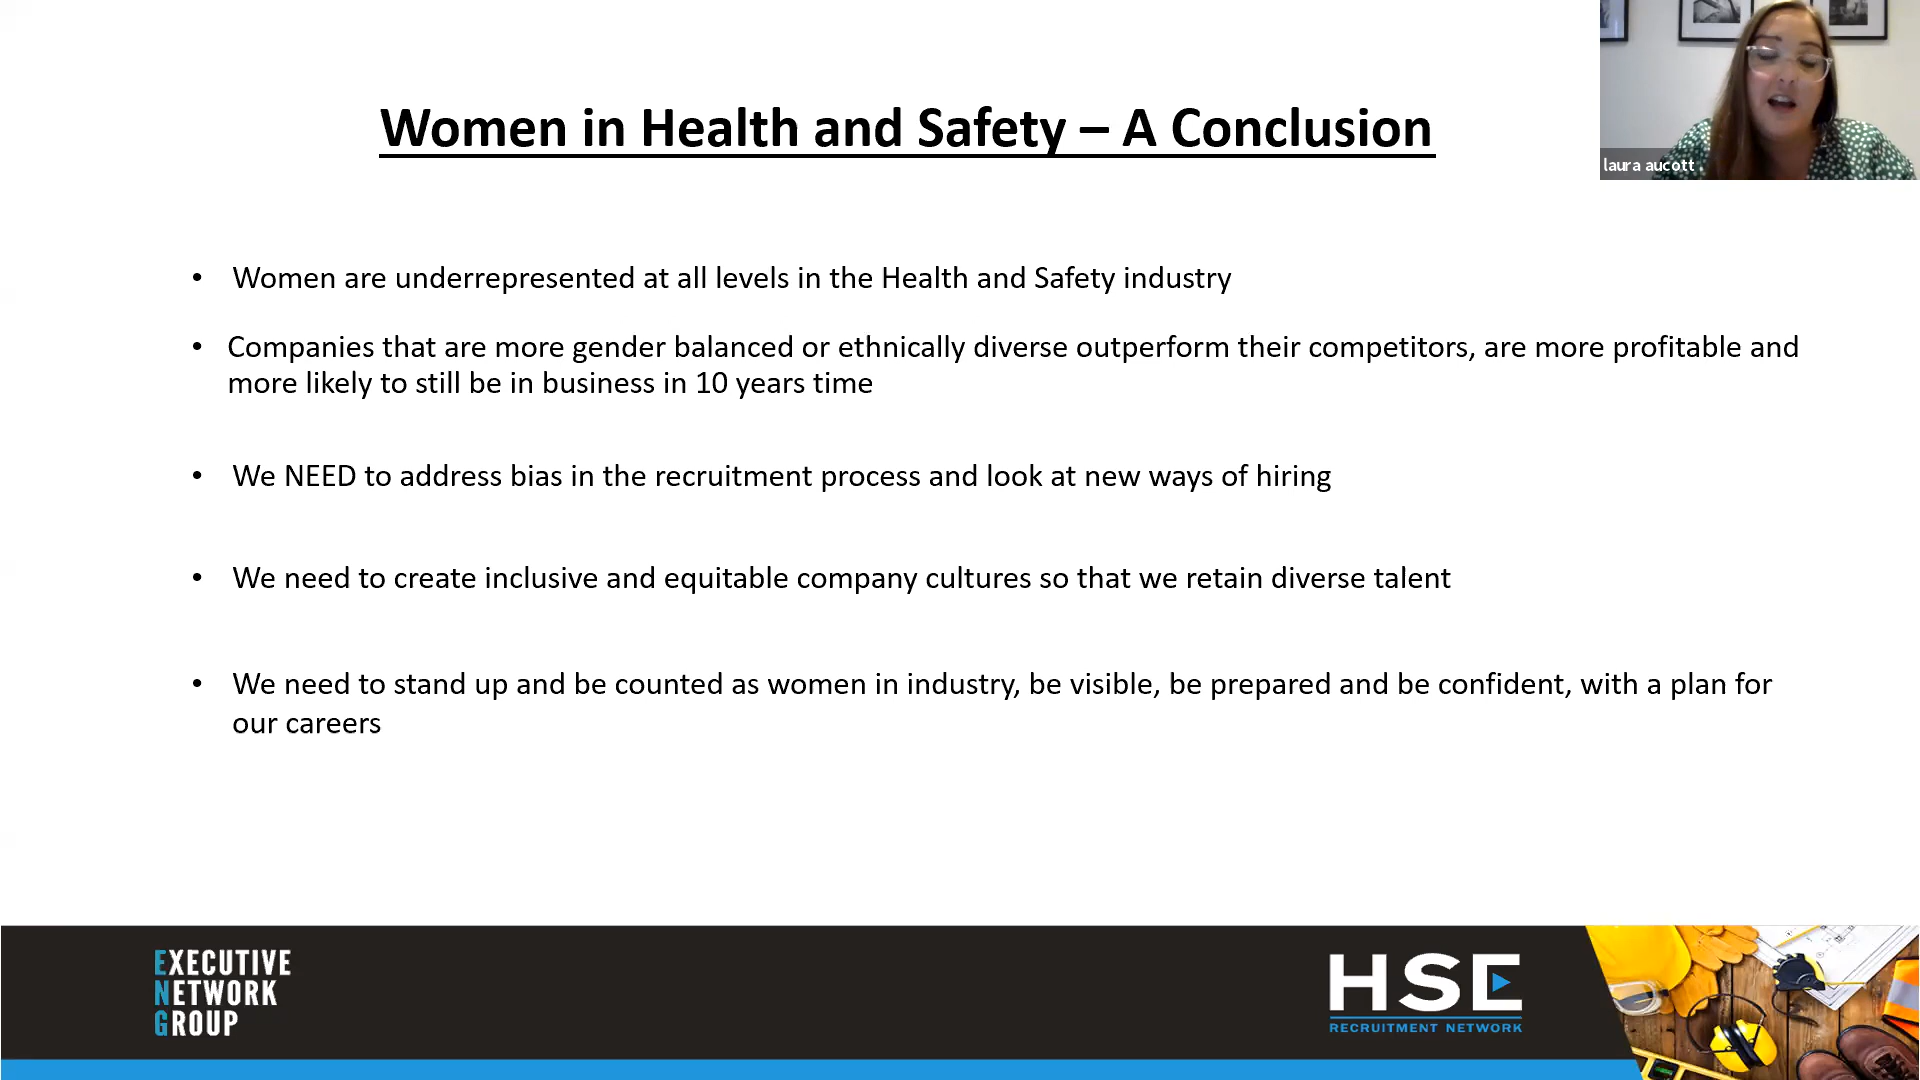 Women in Health and Safety – A Conclusion
laura aucott
• Women are underrepresented at all levels in the Health and Safety industry
• Companies that are more gender balanced or ethnically diverse outperform their competitors, are more profitable and
more likely to still be in business in 10 years time
• We NEED to address bias in the recruitment process and look at new ways of hiring
• We need to create inclusive and equitable company cultures so that we retain diverse talent
• We need to stand up and be counted as women in industry, be visible, be prepared and be confident, with a plan for
our careers
EXECUTIVE
NETWORK
GROUP
HSE
RECRUITMENT NETWORK